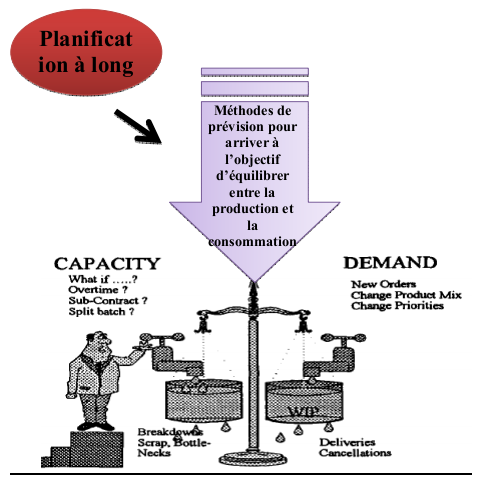 Planificat
ion à long
Méthodes de
prévision pour
arriver à
l’objectif
d’équilibrer
entre la
production et
la
consommation
CAPACITY
What if .....?
Overtime ?
Sub-Contract ?
Split batch ?
DEMAND
New Orders
Change Product Mix
Change Priorities
WIP
Breakdowns
Scrap, Bottle-
Necks
Deliveries
Cancellations